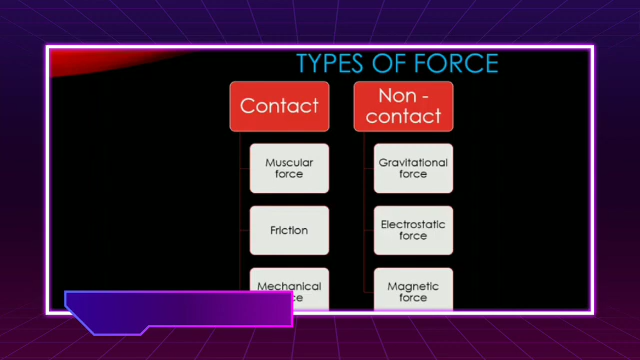 TYPES OF FORCE
Contact
Non -
contact
Muscular
force
Gravitational
force
Friction
Electrostatic
force
Mechanical
Magnetic
force